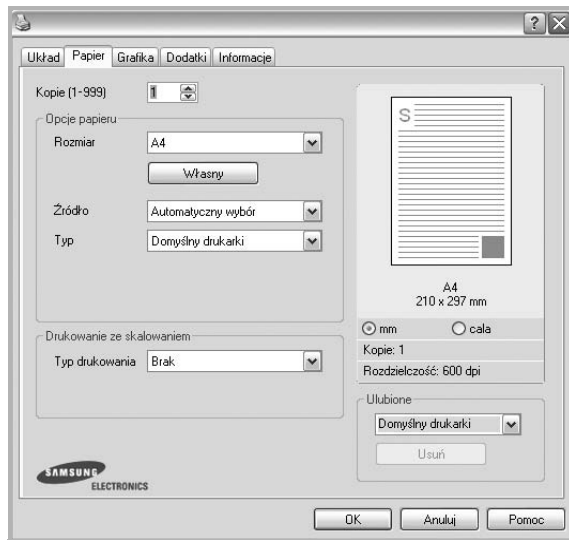 Układ Papier Grafika Dodatki Informacje
Kopie (1-999) 1
Opcje papieru
Rozmiar A4
Własny
Źródło Automatyczny wybór
Typ Domyślny drukarki
Drukowanie ze skalowaniem
Typ drukowania Brak
SAMSUNG
ELECTRONICS
S
A4
210 x 297 mm
mm cala
Kopie: 1
Rozdzielczość: 600 dpi
Ulubione
Domyślny drukarki
Usuń
OK Anuluj Pomoc